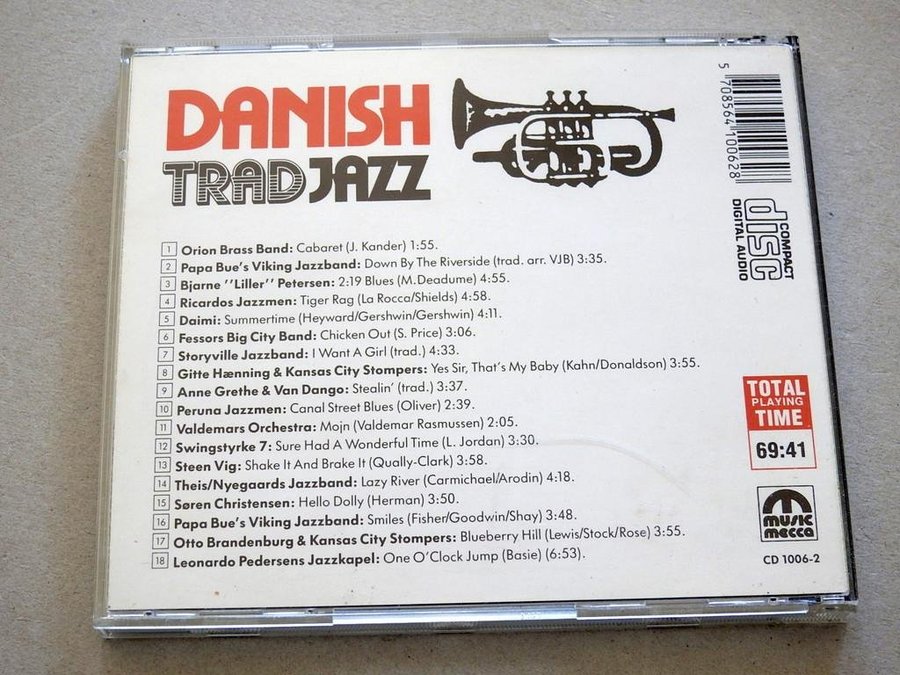 DANISH
TRAD JAZZ
1 Orion Brass Band: Cabaret (J. Kander) 1:55.
2 Papa Bue's Viking Jazzband: Down By The Riverside (trad. arr. VJB) 3:35.
3 Bjarne ''Liller'' Petersen: 2:19 Blues (M.Deadume) 4:55.
4 Ricardos Jazzmen: Tiger Rag (La Rocca/Shields) 4:58.
5 Daimi: Summertime (Heyward/Gershwin/Gershwin) 4:11.
6 Fessors Big City Band: Chicken Out (S. Price) 3:06.
7 Storyville Jazzband: I Want A Girl (trad.) 4:33.
8 Gitte Hænning & Kansas City Stompers: Yes Sir, That's My Baby (Kahn/Donaldson) 3:55.
9 Anne Grethe & Van Dango: Stealin' (trad.) 3:37.
10 Peruna Jazzmen: Canal Street Blues (Oliver) 2:39.
11 Valdemars Orchestra: Mojn (Valdemar Rasmussen) 2:05.
12 Swingstyrke 7: Sure Had A Wonderful Time (L. Jordan) 3:30.
13 Steen Vig: Shake It And Brake It (Qually-Clark) 3:58.
14 Theis/Nyegaards Jazzband: Lazy River (Carmichael/Arodin) 4:18.
15 Søren Christensen: Hello Dolly (Herman) 3:50.
16 Papa Bue's Viking Jazzband: Smiles (Fisher/Goodwin/Shay) 3:48.
17 Otto Brandenburg & Kansas City Stompers: Blueberry Hill (Lewis/Stock/Rose) 3:55.
18 Leonardo Pedersens Jazzkapel: One O'Clock Jump (Basie) (6:53).
5 708564 100628
COMPACT
disc
DIGITAL AUDIO
TOTAL
PLAYING
TIME
69:41
music
mecca
CD 1006-2